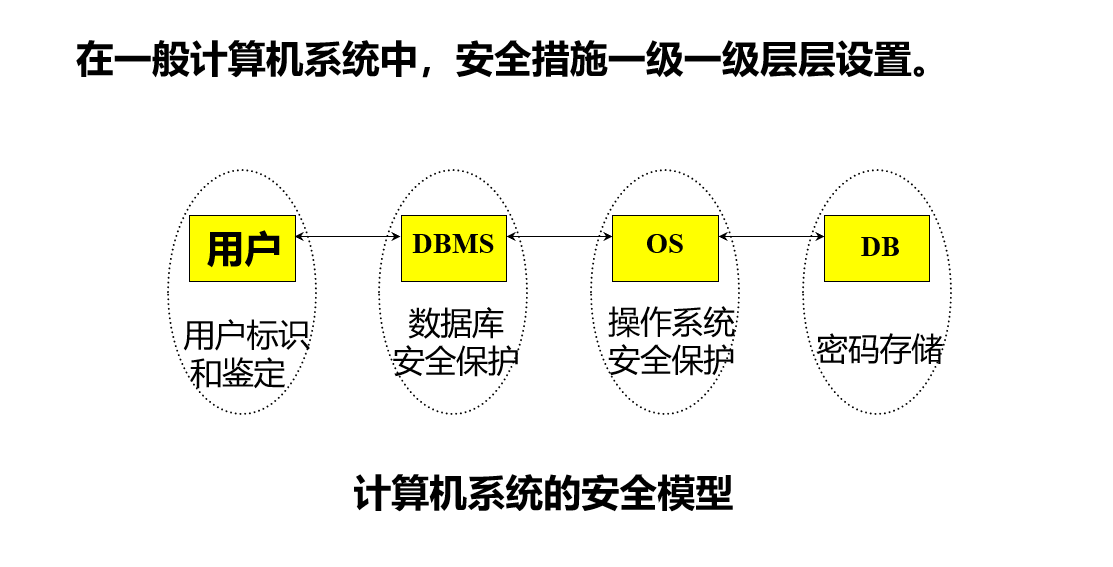 在一般计算机系统中，安全措施一级一级层层设置。
用户
DBMS
OS
DB
用户标识
和鉴定
数据库
安全保护
操作系统
安全保护
密码存储
计算机系统的安全模型